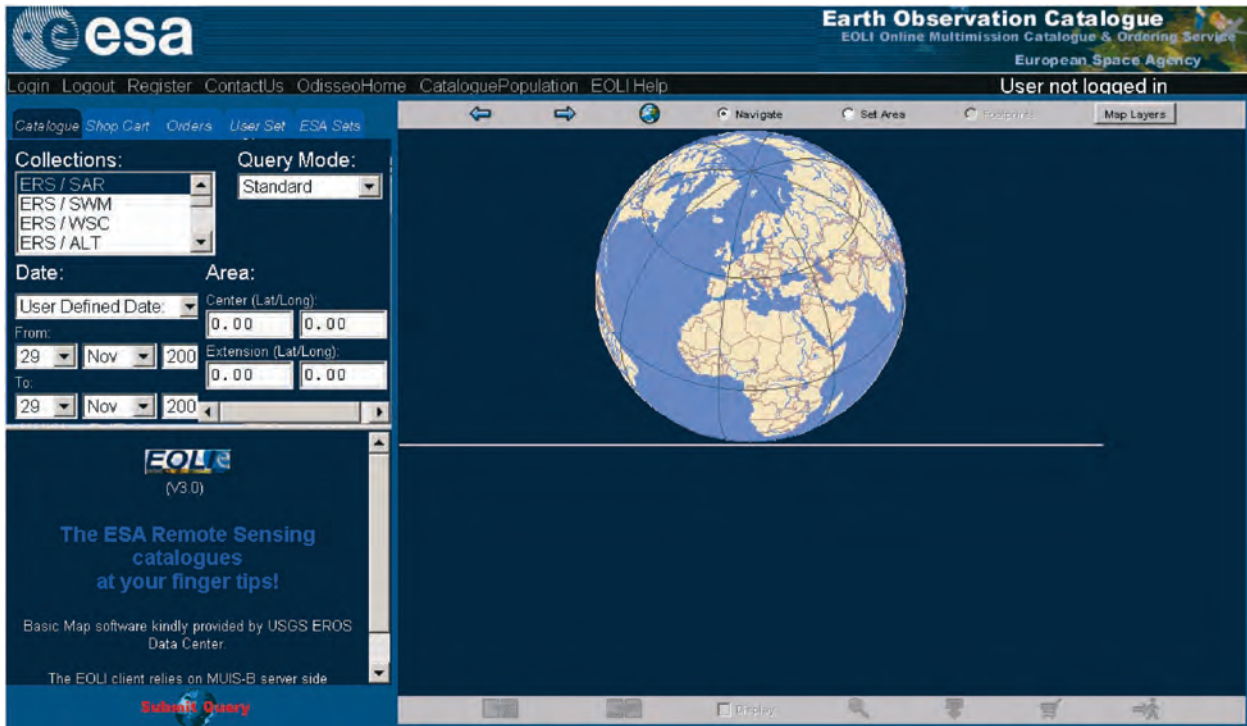 esa
Earth Observation Catalogue
EOLI Online Multimission Catalogue & Ordering Service
European Space Agency
Login Logout Register ContactUs OdisseoHome CataloguePopulation EOLI Help
User not logged in
Catalogue Shop Cart Orders User Set ESA Sets
Navigate Set Area Footprints Map Layers
Collections: Query Mode:
ERS / SAR
Standard
ERS / SWM
ERS / WSC
ERS / ALT
Date: Area:
User Defined Date:
Center (Lat/Long):
0.00 0.00
From:
29 Nov 200
Extension (Lat/Long):
0.00 0.00
To:
29 Nov 200
EOLI
(V3.0)
The ESA Remote Sensing
catalogues
at your finger tips!
Basic Map software kindly provided by USGS EROS
Data Center.
The EOLI client relies on MUIS-B server side
Submit Query
Display